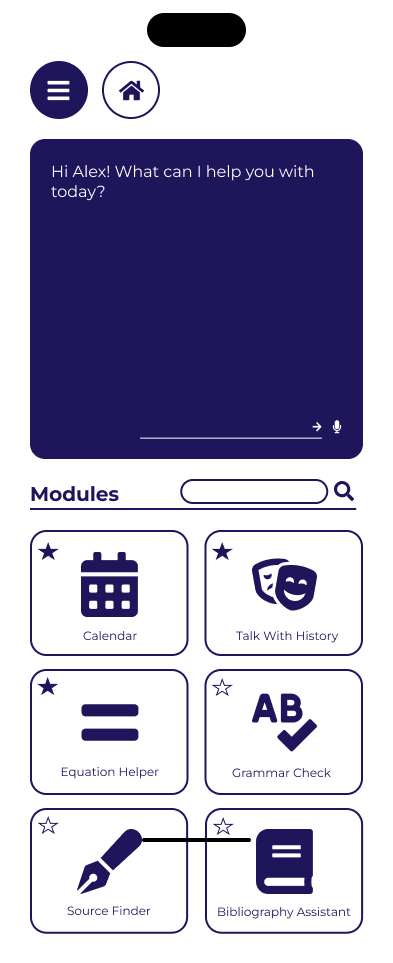 Hi Alex! What can I help you with
today?
Modules
Calendar
Talk With History
Equation Helper
AB
Grammar Check
Source Finder
Bibliography Assistant